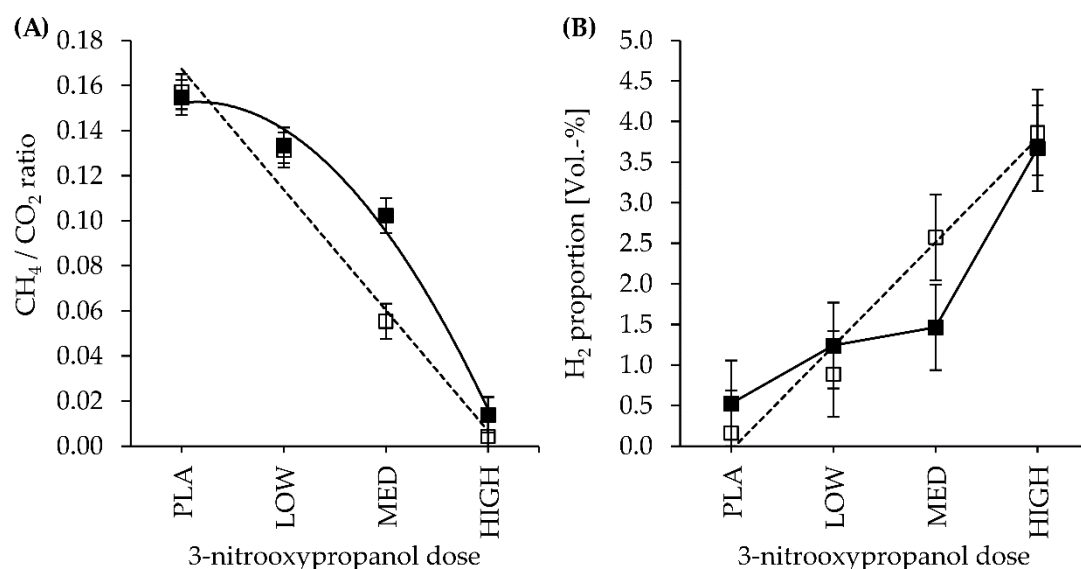 (A)
0.18
0.16
0.14
0.12
0.10
0.08
0.06
0.04
0.02
0.00
CH₄ / CO₂ ratio
PLA
LOW
MED
HIGH
3-nitrooxypropanol dose
(B)
5.0
4.5
4.0
3.5
3.0
2.5
2.0
1.5
1.0
0.5
0.0
H₂ proportion [Vol.-%]
PLA
LOW
MED
HIGH
3-nitrooxypropanol dose